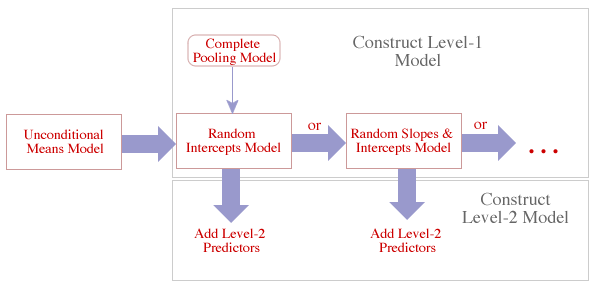 Complete
Pooling Model
Construct Level-1
Model
Unconditional
Means Model
Random
Intercepts Model
or
Random Slopes &
Intercepts Model
or
...
Construct
Level-2 Model
Add Level-2
Predictors
Add Level-2
Predictors